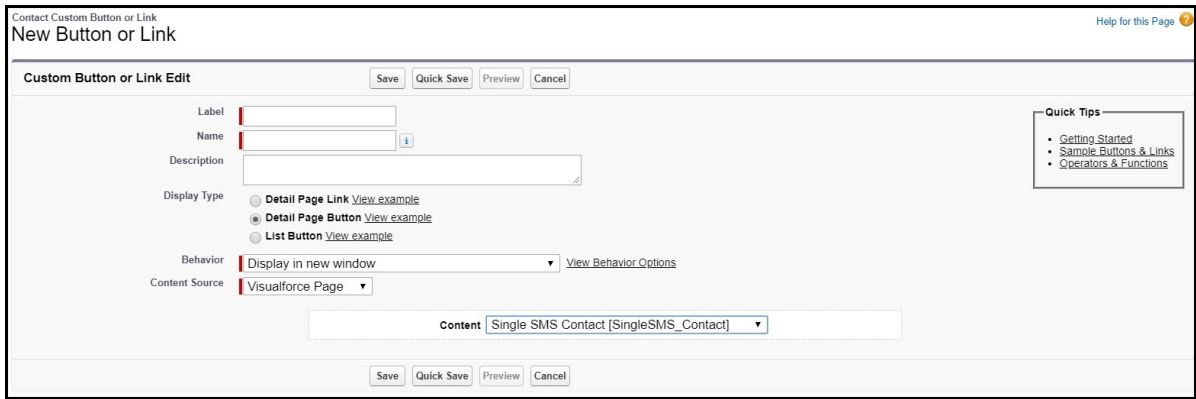 Contact Custom Button or Link
New Button or Link
Help for this Page ?
Custom Button or Link Edit
Save Quick Save Preview Cancel
Label
Name
i
Description
Display Type
Detail Page Link View example
Detail Page Button View example
List Button View example
Behavior Display in new window View Behavior Options
Content Source Visualforce Page
Content Single SMS Contact [SingleSMS_Contact]
Quick Tips
Getting Started
Sample Buttons & Links
Operators & Functions
Save Quick Save Preview Cancel